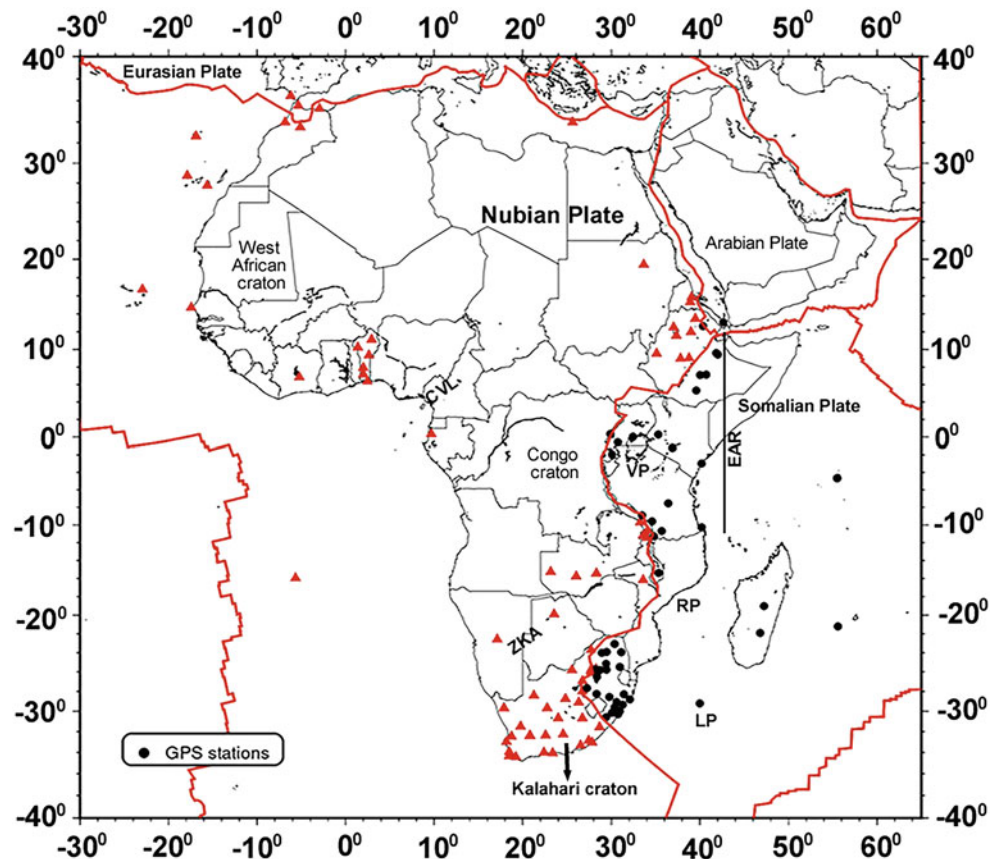 -30⁰ -20⁰ -10⁰ 0⁰ 10⁰ 20⁰ 30⁰ 40⁰ 50⁰ 60⁰
40⁰ 40⁰
Eurasian Plate
30⁰ 30⁰
Nubian Plate
West
African
craton
Arabian Plate
20⁰ 20⁰
10⁰ 10⁰
CVL
Somalian Plate
0⁰ 0⁰
Congo
craton
VP
EAR
-10⁰ -10⁰
RP
-20⁰ -20⁰
ZKA
-30⁰ -30⁰
LP
GPS stations
Kalahari craton
-40⁰ -40⁰
-30⁰ -20⁰ -10⁰ 0⁰ 10⁰ 20⁰ 30⁰ 40⁰ 50⁰ 60⁰